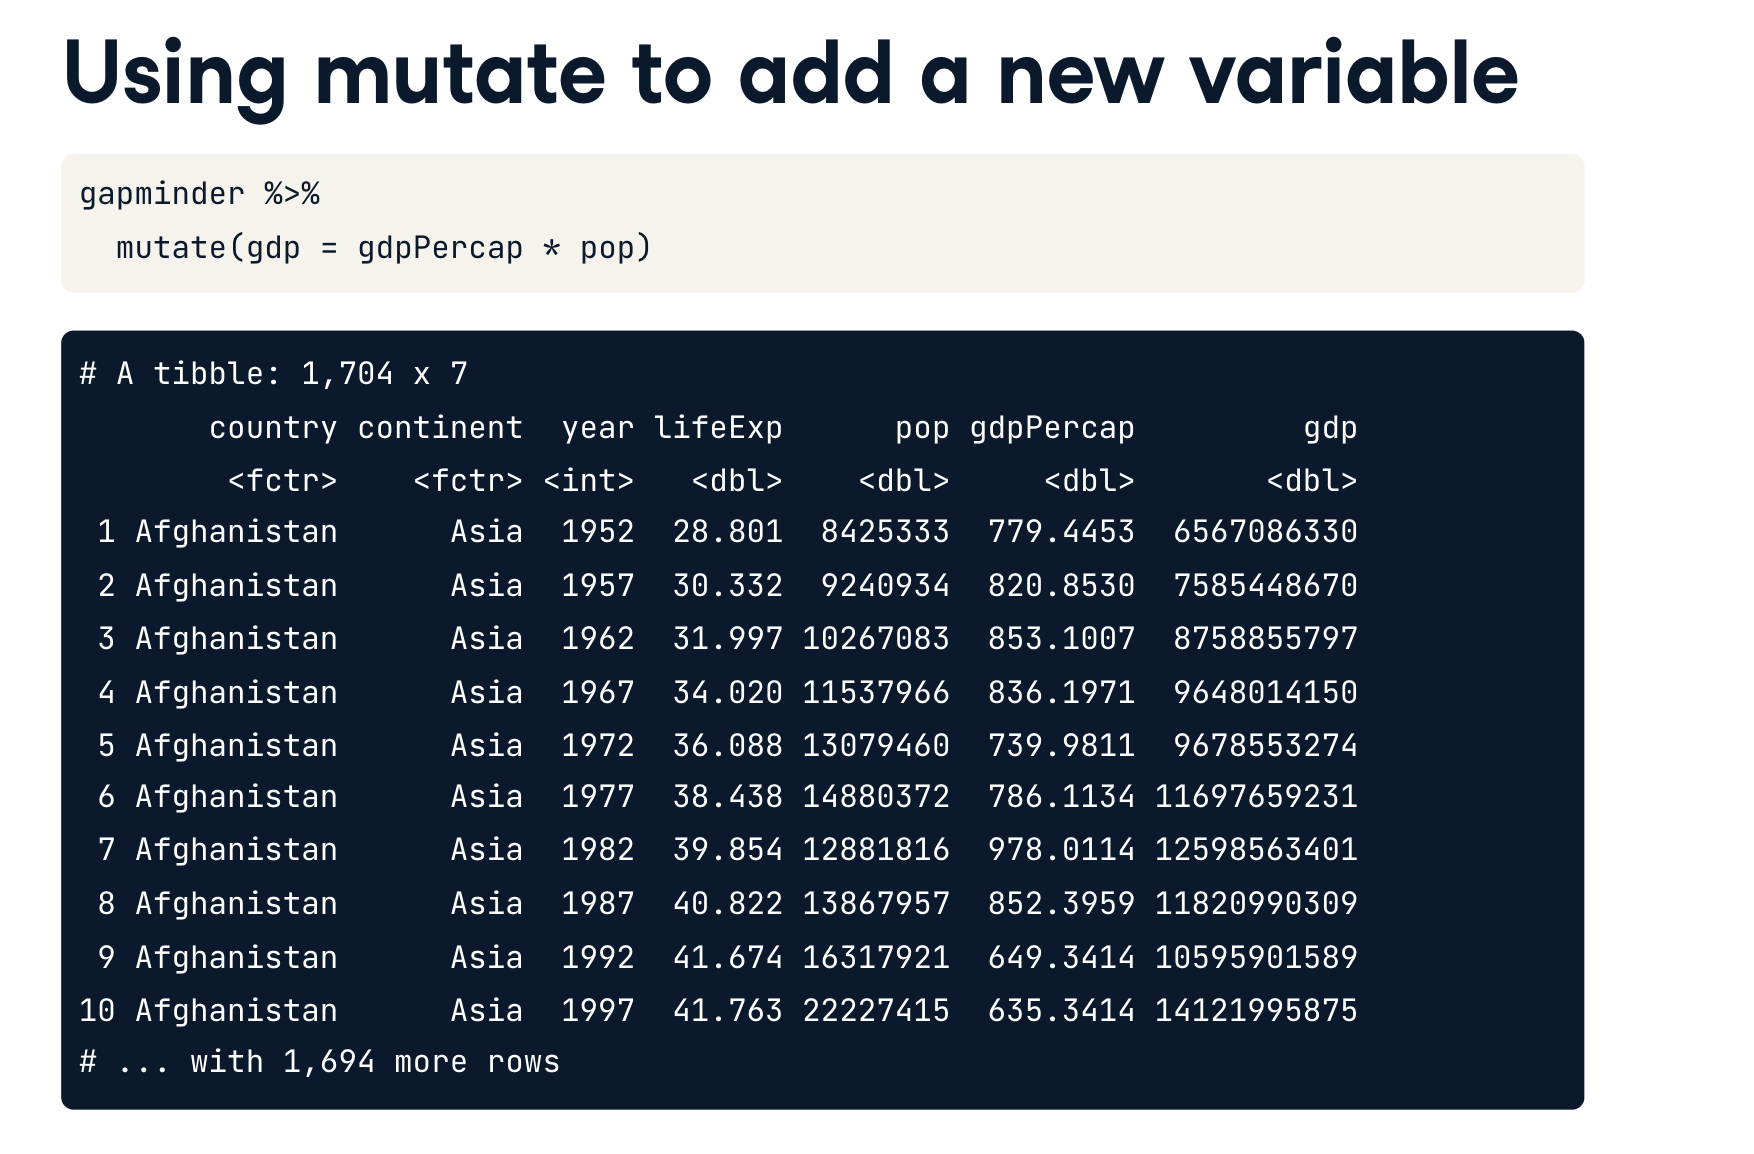 Using mutate to add a new variable
gapminder %>%
  mutate(gdp = gdpPercap * pop)
# A tibble: 1,704 x 7
       country continent  year lifeExp      pop gdpPercap         gdp
        <fctr>    <fctr> <int>   <dbl>    <dbl>     <dbl>       <dbl>
 1 Afghanistan      Asia  1952  28.801  8425333  779.4453  6567086330
 2 Afghanistan      Asia  1957  30.332  9240934  820.8530  7585448670
 3 Afghanistan      Asia  1962  31.997 10267083  853.1007  8758855797
 4 Afghanistan      Asia  1967  34.020 11537966  836.1971  9648014150
 5 Afghanistan      Asia  1972  36.088 13079460  739.9811  9678553274
 6 Afghanistan      Asia  1977  38.438 14880372  786.1134 11697659231
 7 Afghanistan      Asia  1982  39.854 12881816  978.0114 12598563401
 8 Afghanistan      Asia  1987  40.822 13867957  852.3959 11820990309
 9 Afghanistan      Asia  1992  41.674 16317921  649.3414 10595901589
10 Afghanistan      Asia  1997  41.763 22227415  635.3414 14121995875
# ... with 1,694 more rows